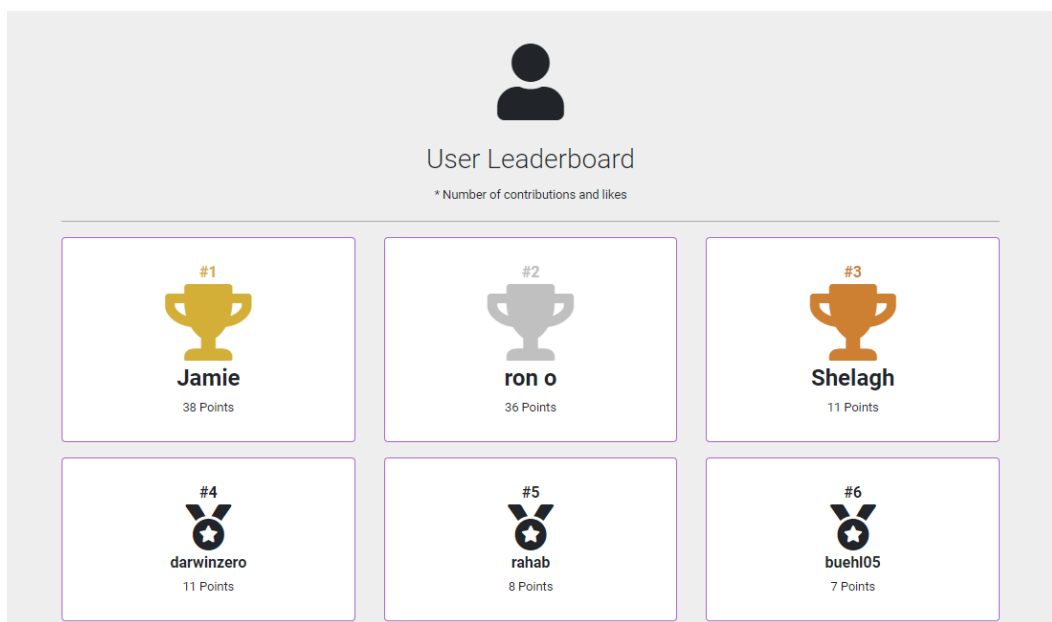 User Leaderboard
* Number of contributions and likes
#1
Jamie
38 Points
#2
ron o
36 Points
#3
Shelagh
11 Points
#4
darwinzero
11 Points
#5
rahab
8 Points
#6
buehl05
7 Points